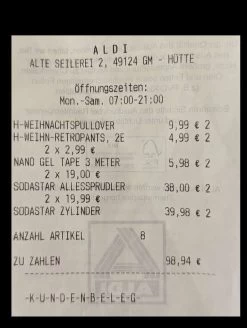 ALDI
ALTE SEILEREI 2, 49124 GM - HÜTTE
Öffnungszeiten:
Mon.-Sam. 07:00-21:00
H-WEIHNACHTSPULLOVER 9,99 € 2
H-WEIHN-RETROPANTS, 2E 4,99 € 2
2 x 2,99 €
NANO GEL TAPE 3 METER 5,98 € 2
2 x 19,00 €
SODASTAR ALLESSPRUDLER 38,00 € 2
2 x 19,99 €
SODASTAR ZYLINDER 39,98 € 2
ANZAHL ARTIKEL 8
ZU ZAHLEN 98,94 €
-K-U-N-D-E-N-B-E-L-E-G-